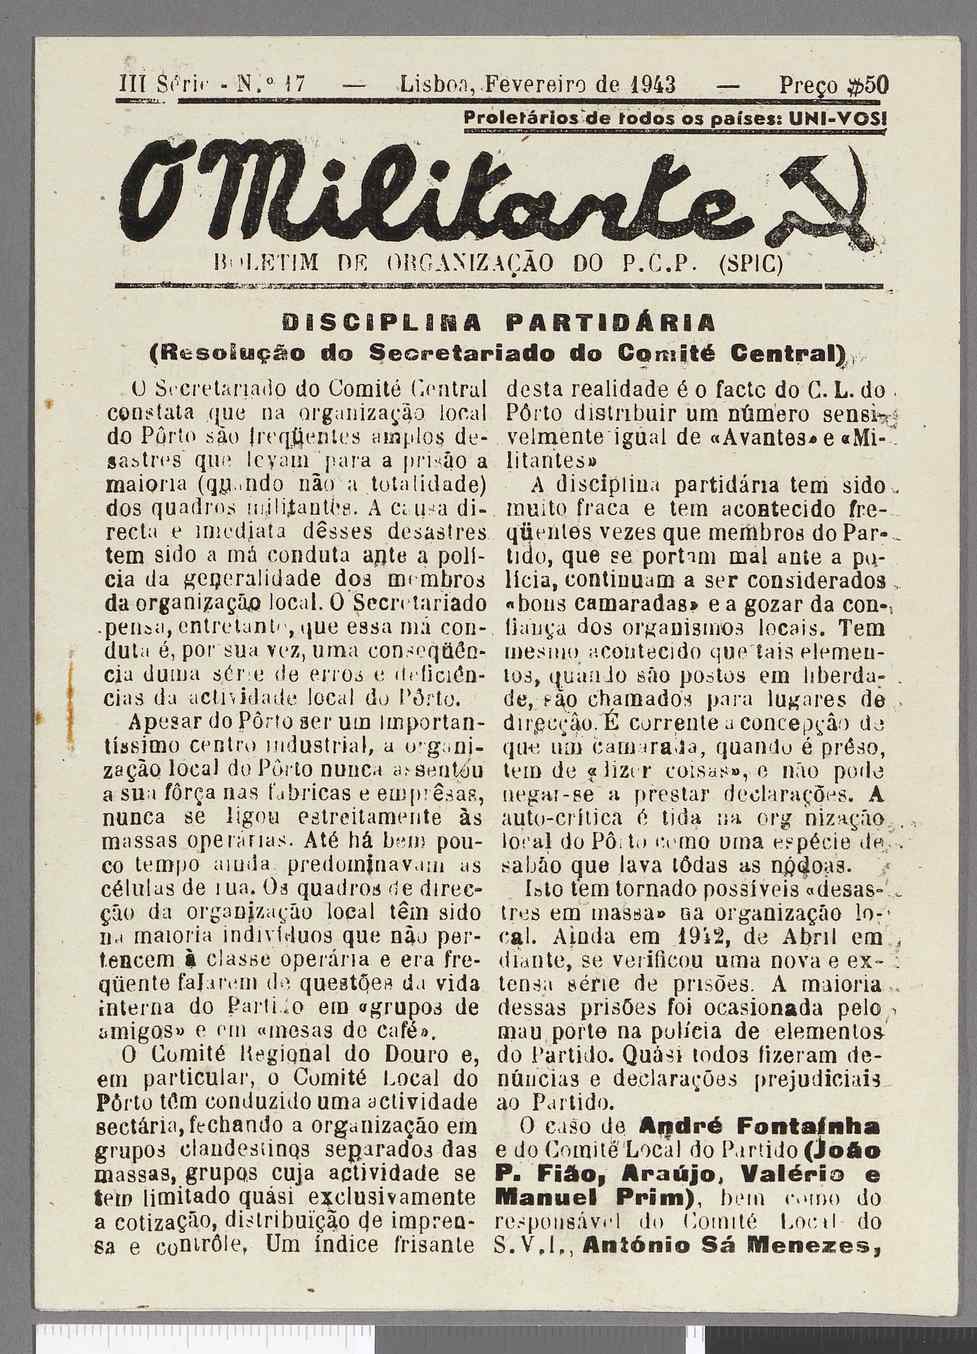 III Série - N.º 17 — Lisboa, Fevereiro de 1943 — Preço $50
Proletários de todos os países: UNI-VOS!
O Militante
BOLETIM DE ORGANIZAÇÃO DO P.C.P. (SPIC)
DISCIPLINA PARTIDÁRIA
(Resolução do Secretariado do Comité Central)
O Secretariado do Comité Central
constata que na organização local
do Pôrto são freqüentes amplos de-
sastres que levam para a prisão a
maioria (quando não a totalidade)
dos quadros militantes. A causa di-
recta e imediata dêsses desastres
tem sido a má conduta ante a polí-
cia da generalidade dos membros
da organização local. O Secretariado
pensa, entretanto, que essa má con-
duta é, por sua vez, uma conseqüên-
cia duma série de erros e deficiên-
cias da actividade local do Pôrto.
Apesar do Pôrto ser um importan-
tíssimo centro industrial, a organi-
zação local do Pôrto nunca assentou
a sua fôrça nas fabricas e emprêsas,
nunca se ligou estreitamente às
massas operárias. Até há bem pou-
co tempo ainda predominavam as
células de rua. Os quadros de direc-
ção da organização local têm sido
na maioria indivíduos que não per-
tencem à classe operária e era fre-
qüente falarem de questões da vida
interna do Partido em «grupos de
amigos» e em «mesas de café».
O Comité Regional do Douro e,
em particular, o Comité Local do
Pôrto têm conduzido uma actividade
sectária, fechando a organização em
grupos clandestinos separados das
massas, grupos cuja actividade se
tem limitado quási exclusivamente
a cotização, distribuição de impren-
sa e contrôle. Um índice frisante
desta realidade é o facto do C. L. do
Pôrto distribuir um número sensi-
velmente igual de «Avantes» e «Mi-
litantes»
A disciplina partidária tem sido
muito fraca e tem acontecido fre-
qüentes vezes que membros do Par-
tido, que se portam mal ante a po-
lícia, continuam a ser considerados
«bons camaradas» e a gozar da con-
fiança dos organismos locais. Tem
mesmo acontecido que tais elemen-
tos, quando são postos em liberda-
de, são chamados para lugares de
direcção. É corrente a concepção de
que um camarada, quando é prêso,
tem de «dizer coisas», e não pode
negar-se a prestar declarações. A
auto-crítica é tida na organização
local do Pôrto como uma espécie de
sabão que lava tôdas as nódoas.
Isto tem tornado possíveis «desas-
tres em massa» na organização lo-
cal. Ainda em 1942, de Abril em
diante, se verificou uma nova e ex-
tensa série de prisões. A maioria
dessas prisões foi ocasionada pelo
mau porte na polícia de elementos
do Partido. Quási todos fizeram de-
núncias e declarações prejudiciais
ao Partido.
O caso de André Fontaínha
e do Comité Local do Partido (João
P. Fião, Araújo, Valério e
Manuel Prim), bem como do
responsável do Comité Local do
S.V.I., António Sá Menezes,